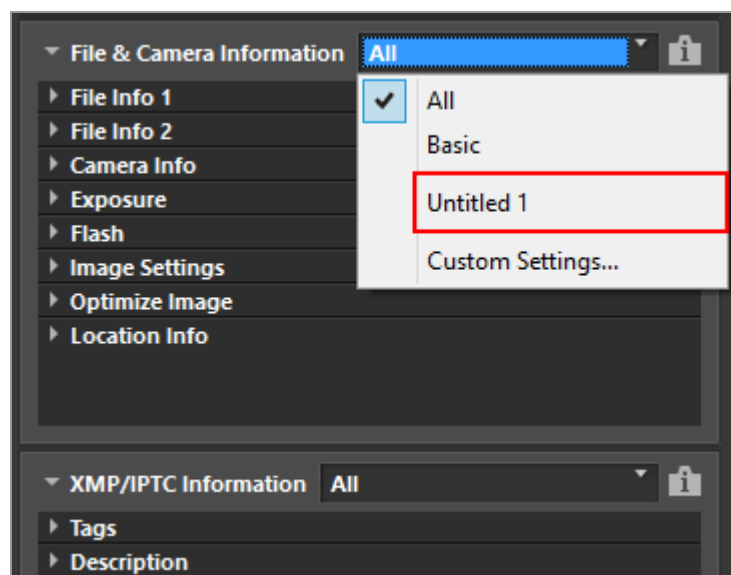 File & Camera Information All
File Info 1
File Info 2
Camera Info
Exposure
Flash
Image Settings
Optimize Image
Location Info
All
Basic
Untitled 1
Custom Settings...
XMP/IPTC Information All
Tags
Description